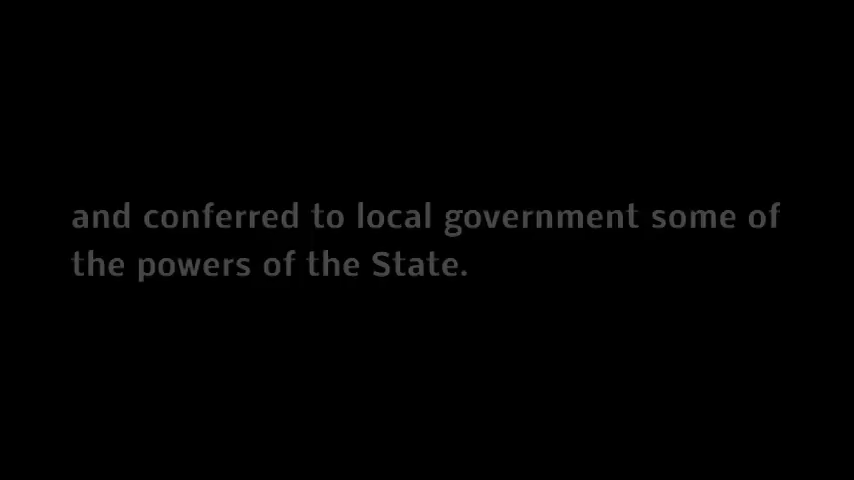 and conferred to local government some of
the powers of the State.